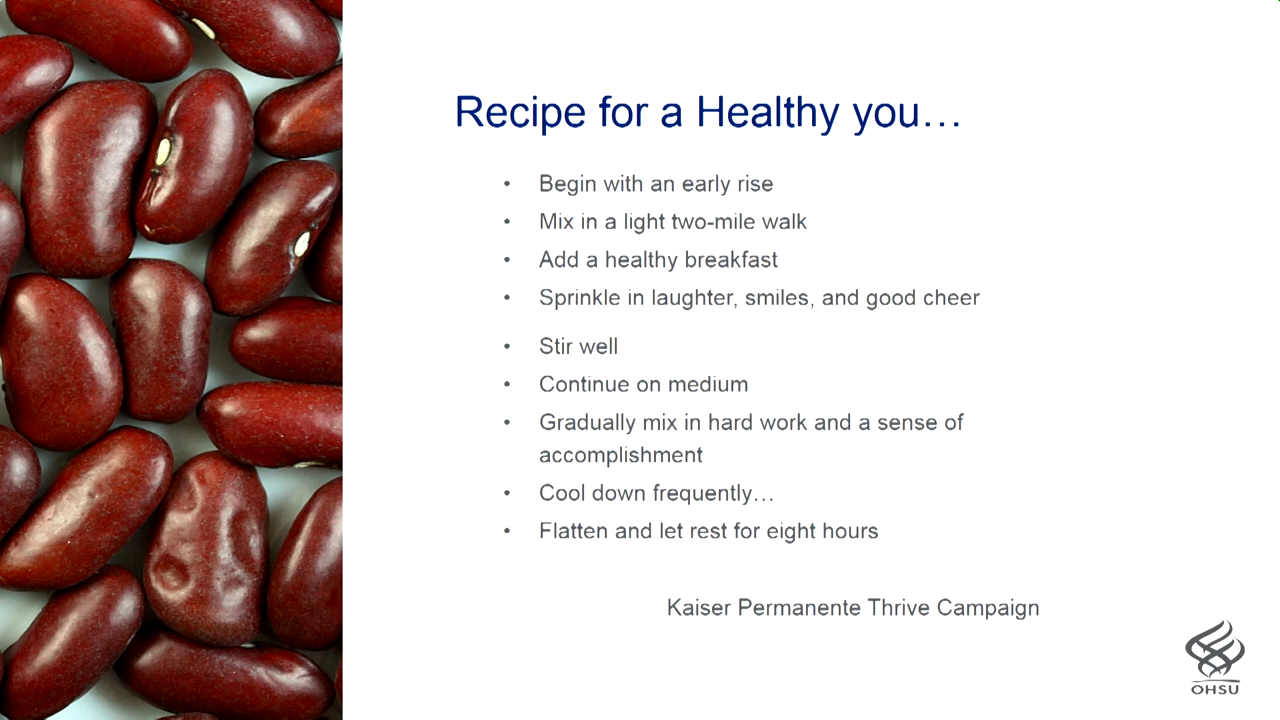 Recipe for a Healthy you…
• Begin with an early rise
• Mix in a light two-mile walk
• Add a healthy breakfast
• Sprinkle in laughter, smiles, and good cheer
• Stir well
• Continue on medium
• Gradually mix in hard work and a sense of
accomplishment
• Cool down frequently…
• Flatten and let rest for eight hours
Kaiser Permanente Thrive Campaign
OHSU